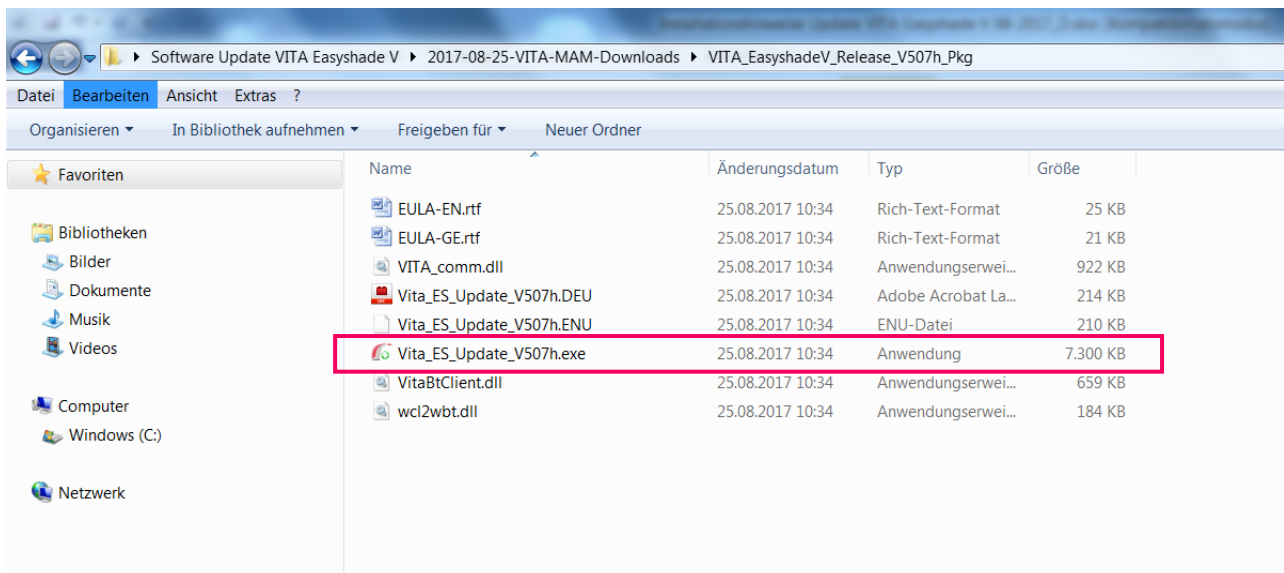 Software Update VITA Easyshade V ▸ 2017-08-25-VITA-MAM-Downloads ▸ VITA_EasyshadeV_Release_V507h_Pkg
Datei Bearbeiten Ansicht Extras ?
Organisieren In Bibliothek aufnehmen Freigeben für Neuer Ordner
Favoriten
Bibliotheken
Bilder
Dokumente
Musik
Videos
Computer
Windows (C:)
Netzwerk
Name Änderungsdatum Typ Größe
EULA-EN.rtf 25.08.2017 10:34 Rich-Text-Format 25 KB
EULA-GE.rtf 25.08.2017 10:34 Rich-Text-Format 21 KB
VITA_comm.dll 25.08.2017 10:34 Anwendungserwei... 922 KB
Vita_ES_Update_V507h.DEU 25.08.2017 10:34 Adobe Acrobat La... 214 KB
Vita_ES_Update_V507h.ENU 25.08.2017 10:34 ENU-Datei 210 KB
Vita_ES_Update_V507h.exe 25.08.2017 10:34 Anwendung 7.300 KB
VitaBtClient.dll 25.08.2017 10:34 Anwendungserwei... 659 KB
wcl2wbt.dll 25.08.2017 10:34 Anwendungserwei... 184 KB